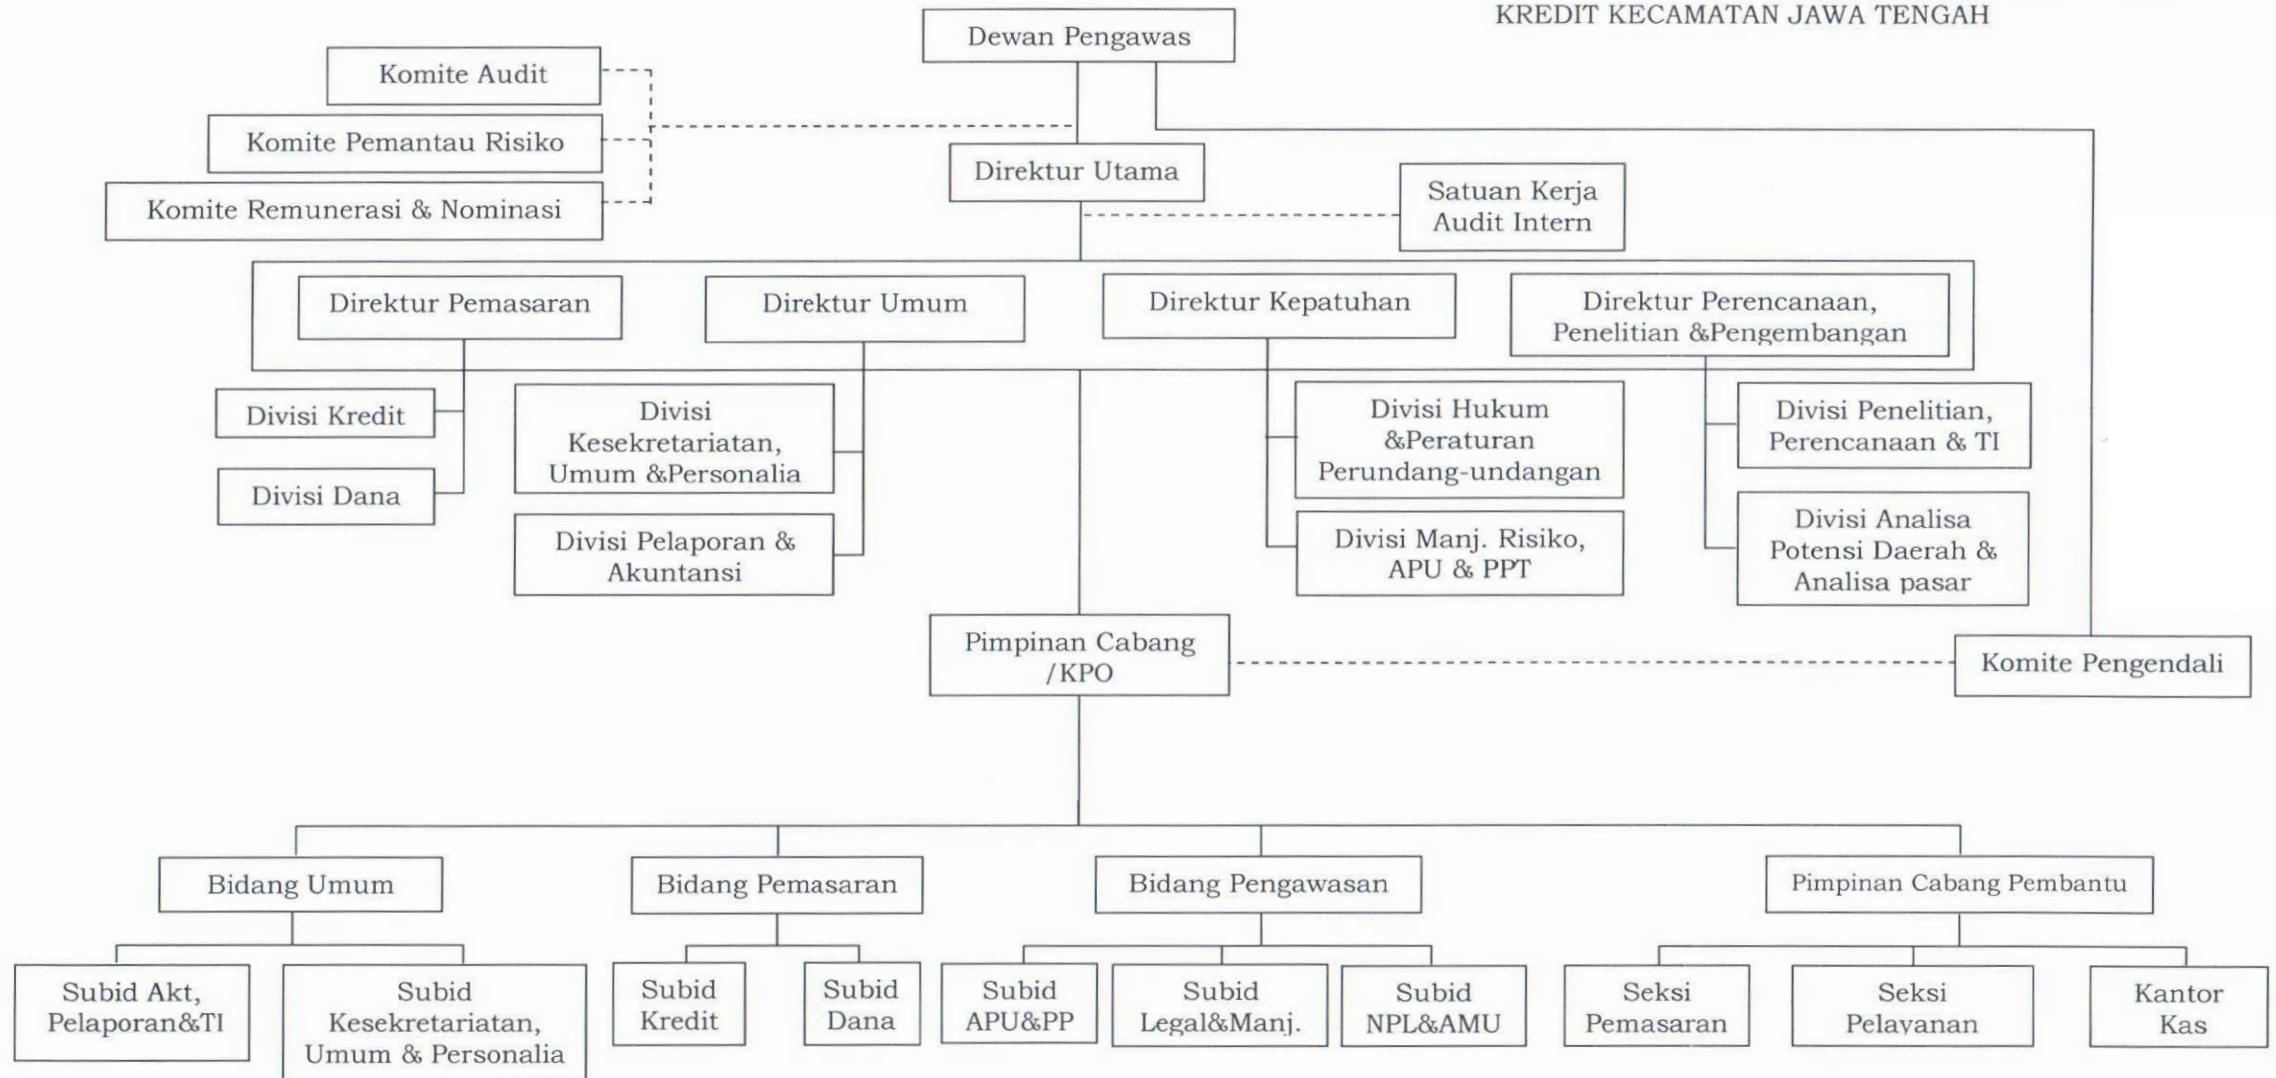 KREDIT KECAMATAN JAWA TENGAH
Dewan Pengawas
Komite Audit
Komite Pemantau Risiko
Komite Remunerasi & Nominasi
Direktur Utama
Satuan Kerja
Audit Intern
Direktur Pemasaran
Direktur Umum
Direktur Kepatuhan
Direktur Perencanaan,
Penelitian &Pengembangan
Divisi Kredit
Divisi Dana
Divisi
Kesekretariatan,
Umum &Personalia
Divisi Pelaporan &
Akuntansi
Divisi Hukum
&Peraturan
Perundang-undangan
Divisi Manj. Risiko,
APU & PPT
Divisi Penelitian,
Perencanaan & TI
Divisi Analisa
Potensi Daerah &
Analisa pasar
Pimpinan Cabang
/KPO
Komite Pengendali
Bidang Umum
Bidang Pemasaran
Bidang Pengawasan
Pimpinan Cabang Pembantu
Subid Akt,
Pelaporan&TI
Subid
Kesekretariatan,
Umum & Personalia
Subid
Kredit
Subid
Dana
Subid
APU&PP
Subid
Legal&Manj.
Subid
NPL&AMU
Seksi
Pemasaran
Seksi
Pelayanan
Kantor
Kas